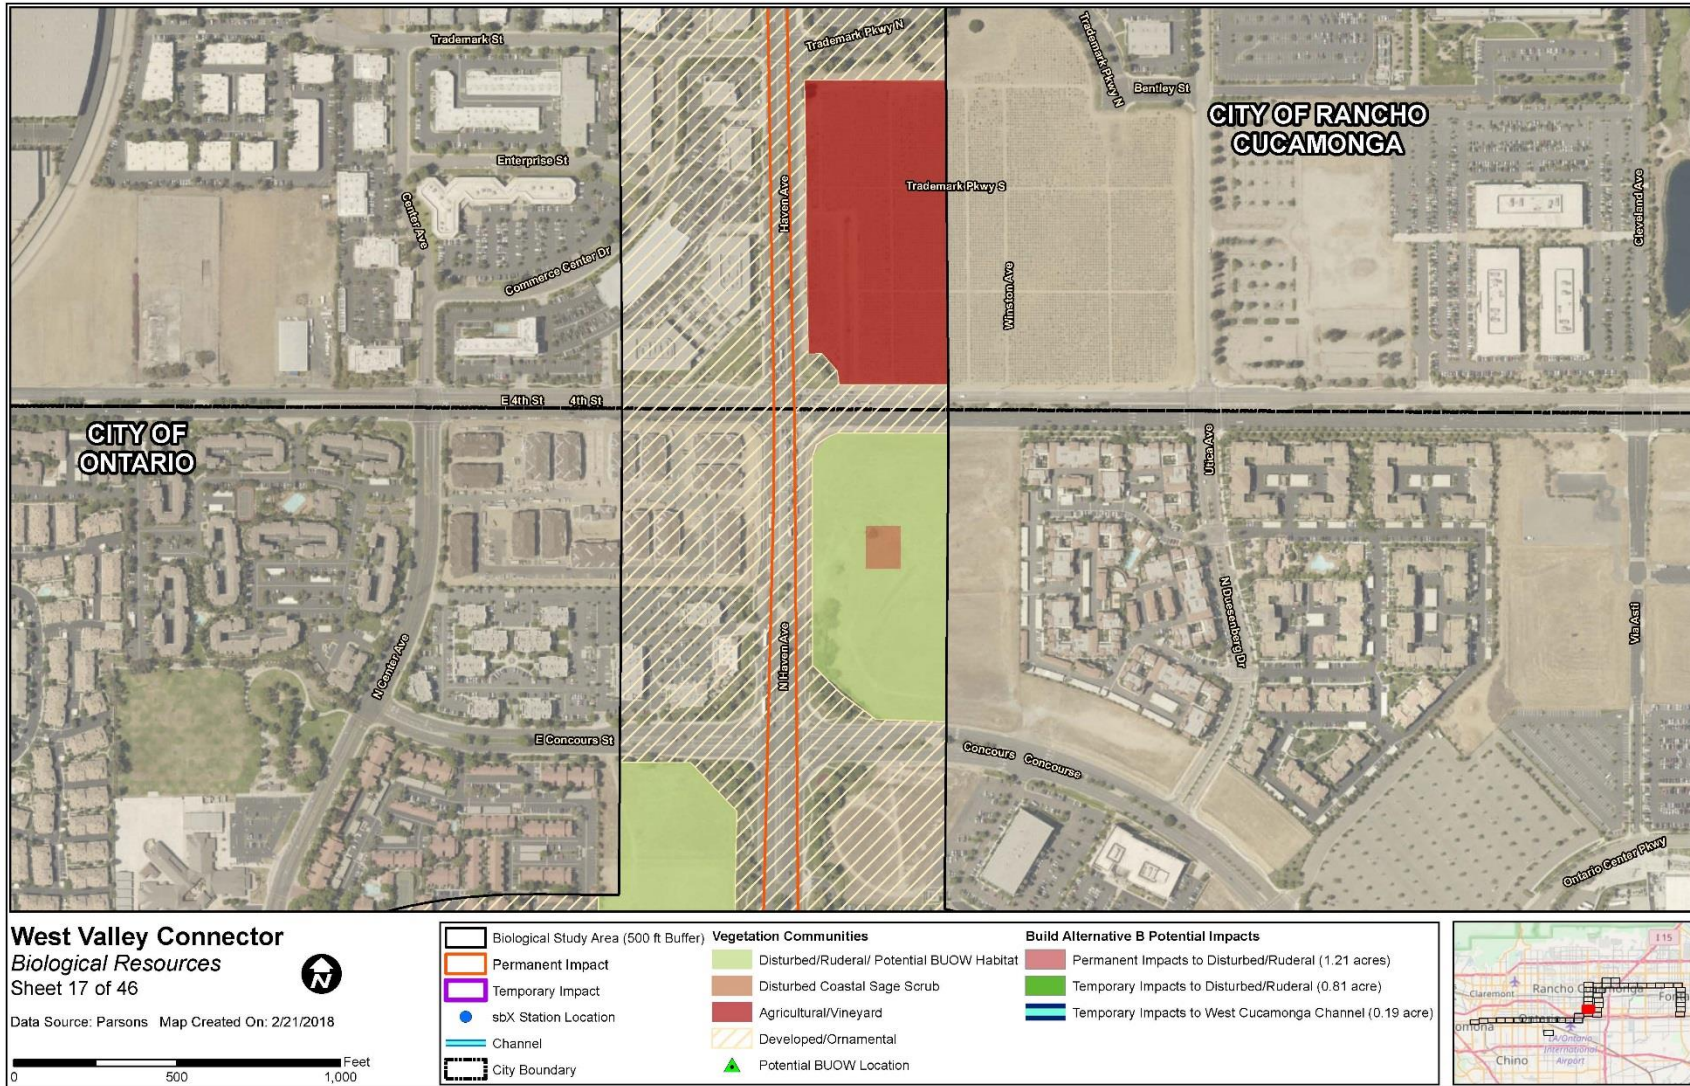 Trademark St
Trademark Pkwy N
Trademark Pkwy N
Bentley St
CITY OF RANCHO
CUCAMONGA
Enterprise St
Center Ave
Haven Ave
Trademark Pkwy S
Cleveland Ave
Commerce Center Dr
Winston Ave
E 4th St
4th St
CITY OF
ONTARIO
Utica Ave
N Duesenberg Dr
Via Asti
N Center Ave
N Haven Ave
E Concours St
Concours Concourse
Ontario Center Pkwy
West Valley Connector
Biological Resources
Sheet 17 of 46
N
Data Source: Parsons Map Created On: 2/21/2018
Feet
0 500 1,000
Biological Study Area (500 ft Buffer)
Permanent Impact
Temporary Impact
sbX Station Location
Channel
City Boundary
Vegetation Communities
Disturbed/Ruderal/ Potential BUOW Habitat
Disturbed Coastal Sage Scrub
Agricultural/Vineyard
Developed/Ornamental
Potential BUOW Location
Build Alternative B Potential Impacts
Permanent Impacts to Disturbed/Ruderal (1.21 acres)
Temporary Impacts to Disturbed/Ruderal (0.81 acre)
Temporary Impacts to West Cucamonga Channel (0.19 acre)
I 15
Claremont
LA/Ontario
International
Airport
Chino